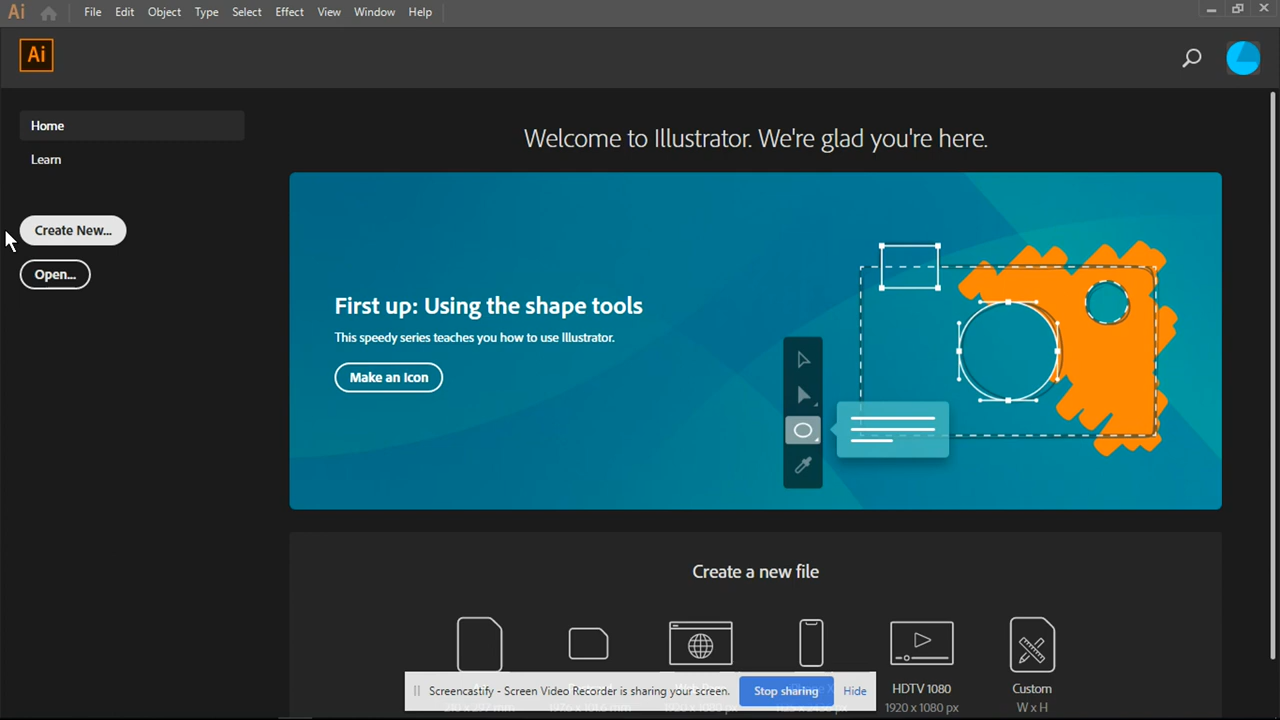 Ai File Edit Object Type Select Effect View Window Help
Ai
Home
Learn
Create New...
Open...
Welcome to Illustrator. We're glad you're here.
First up: Using the shape tools
This speedy series teaches you how to use Illustrator.
Make an Icon
Create a new file
HDTV 1080
1920 x 1080 px
Custom
W x H
Screencastify - Screen Video Recorder is sharing your screen. Stop sharing Hide